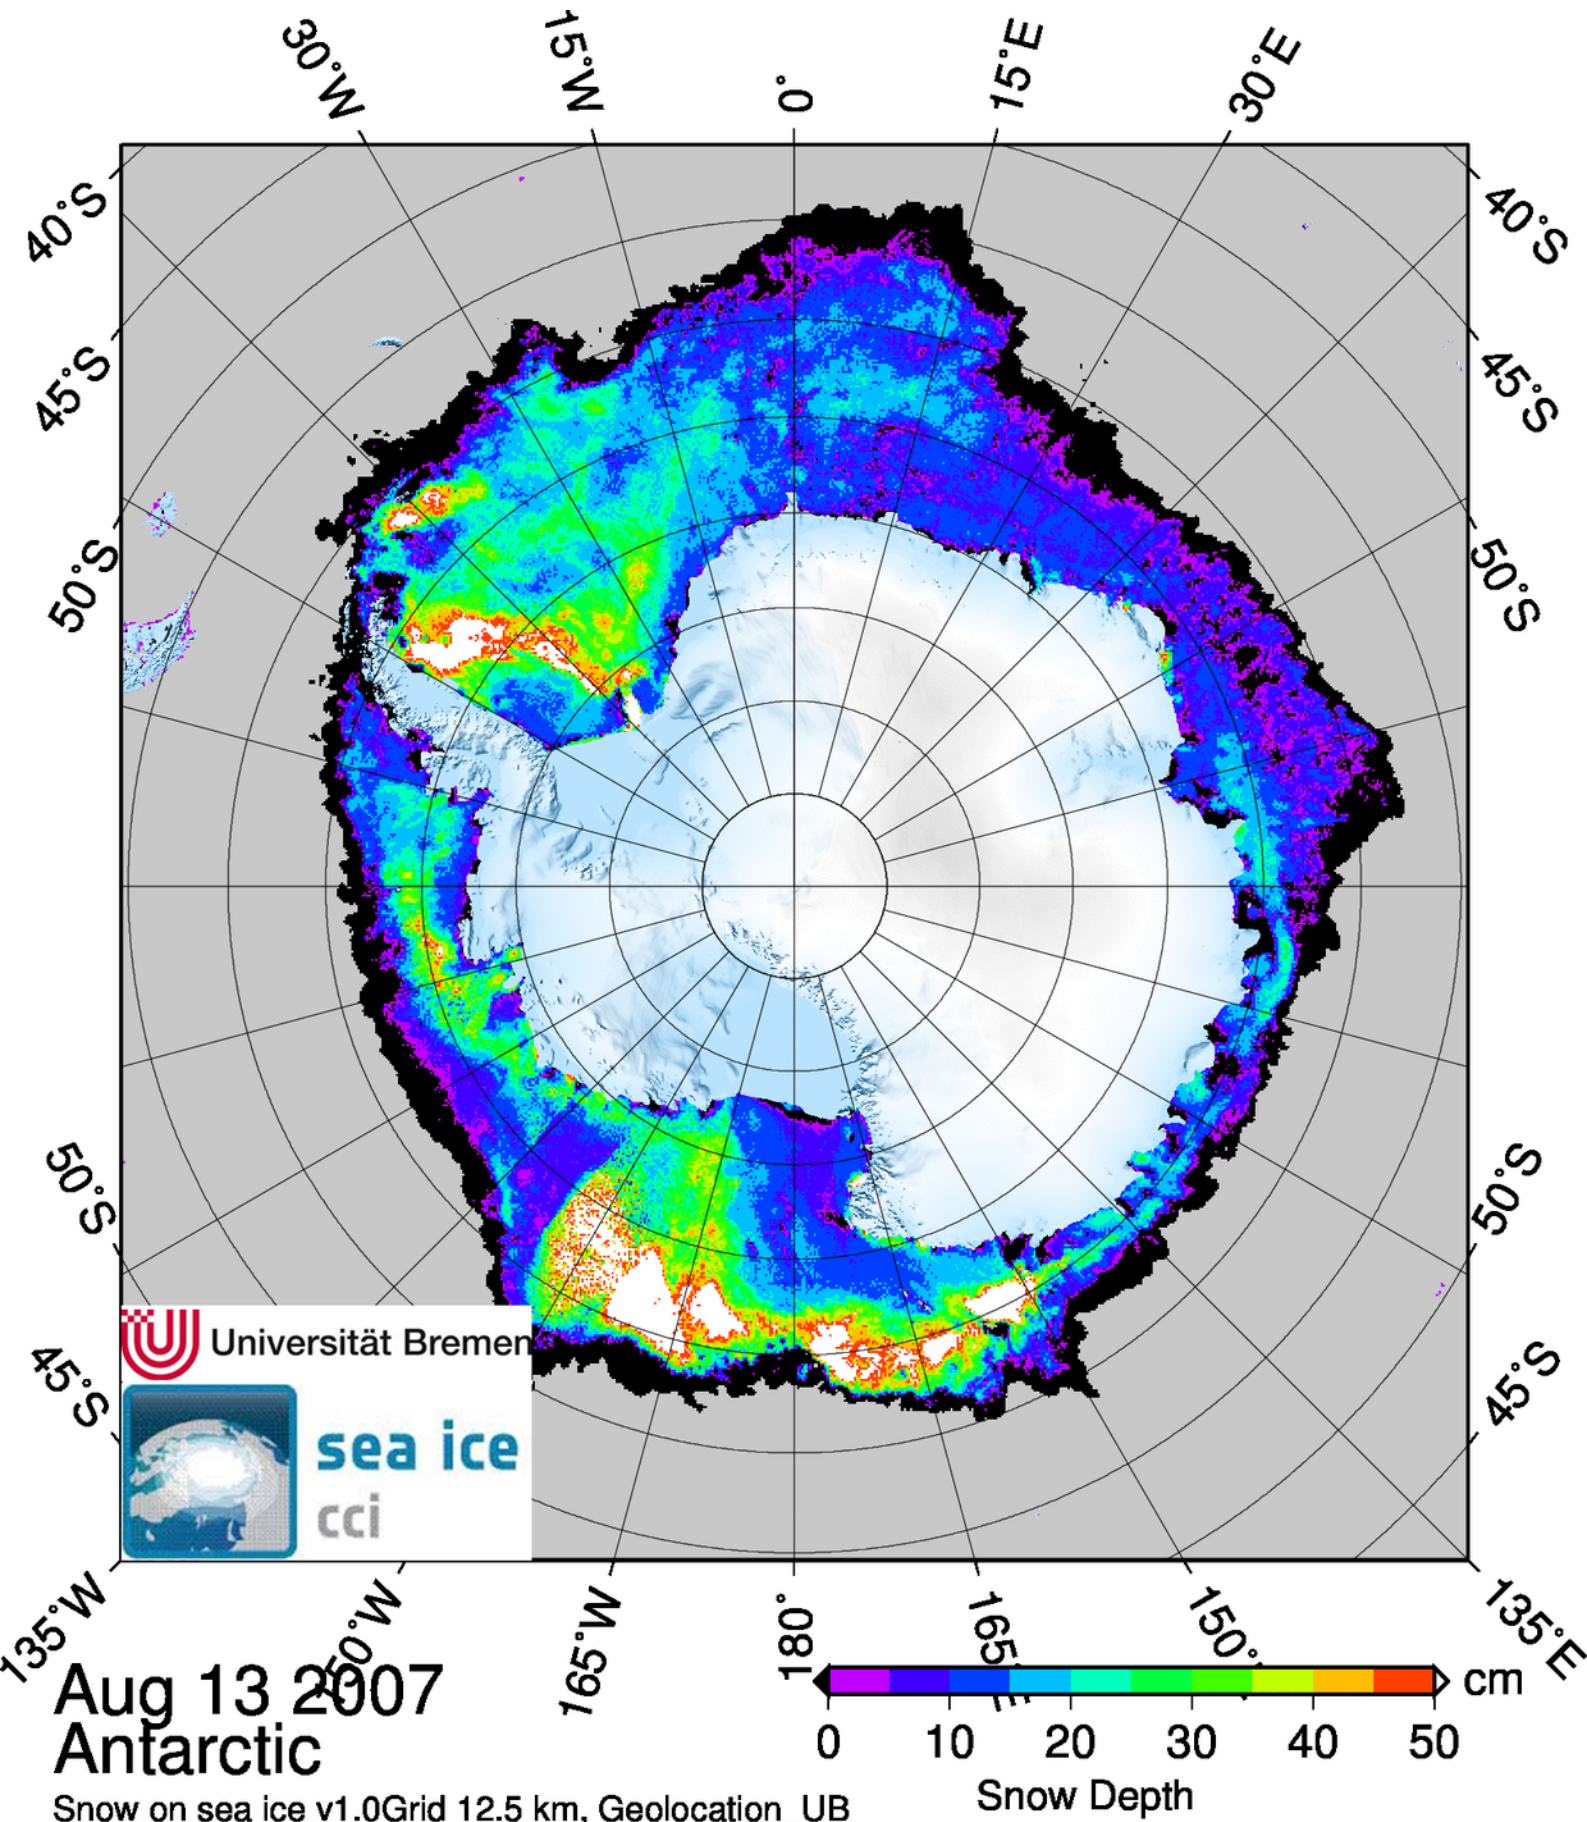 30°W
15°W
0°
15°E
30°E
40°S
40°S
45°S
45°S
50°S
50°S
50°S
50°S
45°S
45°S
Universität Bremen
sea ice
cci
135°W
165°W
180°
135°E
Aug 13 2007
Antarctic
Snow on sea ice v1.0Grid 12.5 km, Geolocation UB
cm
0 10 20 30 40 50
Snow Depth